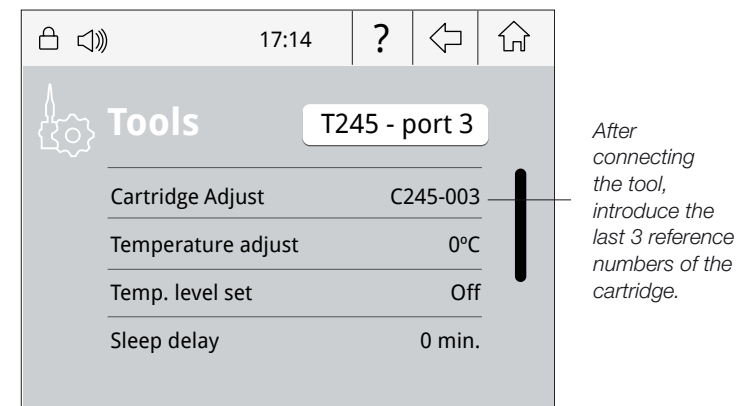 17:14 ?
Tools T245 - port 3
Cartridge Adjust C245-003
Temperature adjust 0ºC
Temp. level set Off
Sleep delay 0 min.
After
connecting
the tool,
introduce the
last 3 reference
numbers of the
cartridge.